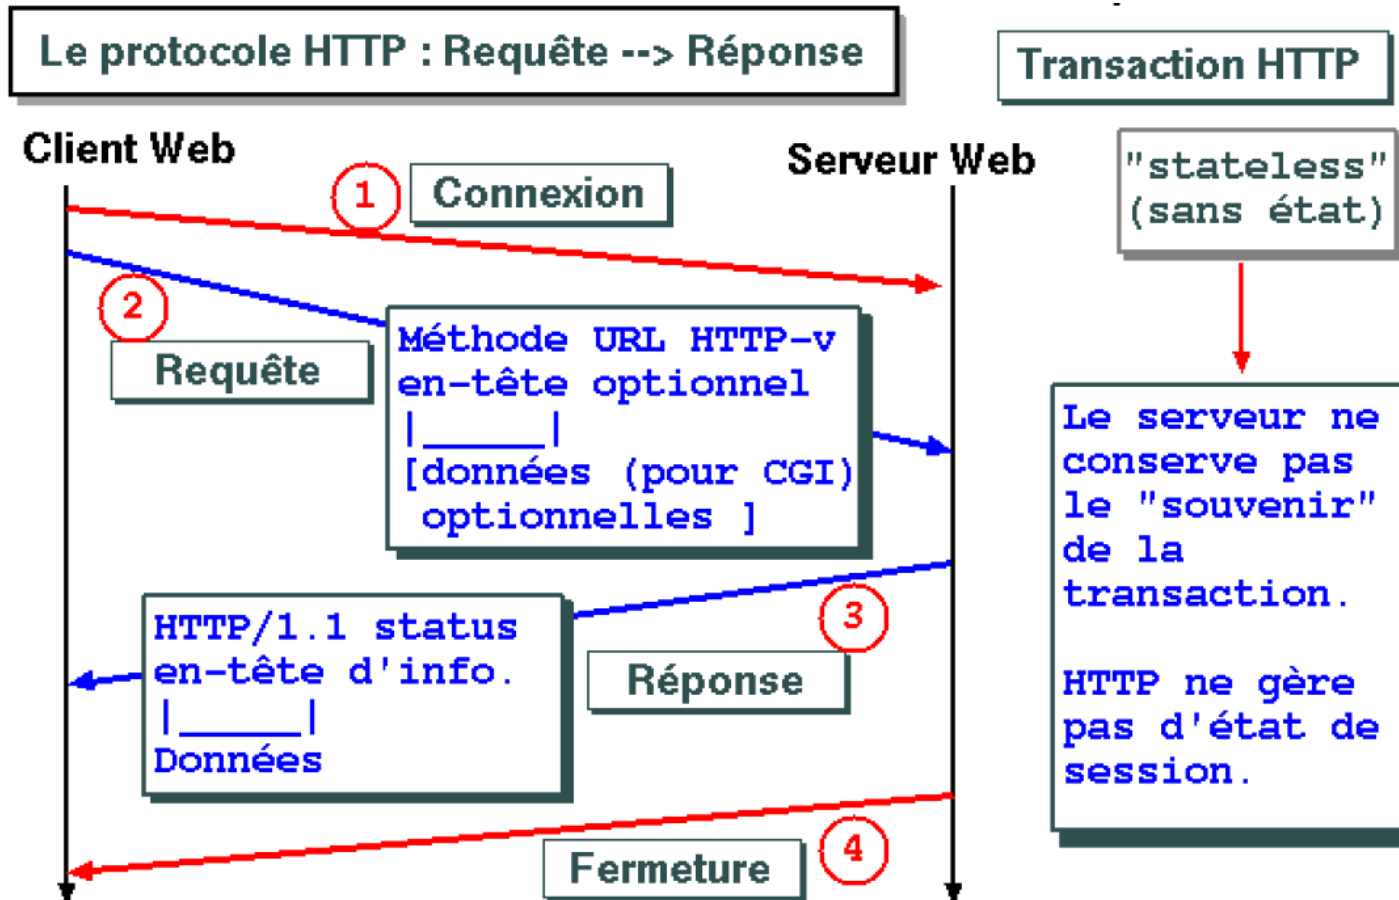 Le protocole HTTP : Requête --> Réponse
Transaction HTTP
Client Web
Serveur Web
"stateless"
(sans état)
1
Connexion
2
Requête
Méthode URL HTTP-v
en-tête optionnel
|______|
[données (pour CGI)
optionnelles ]
Le serveur ne
conserve pas
le "souvenir"
de la
transaction.
HTTP ne gère
pas d'état de
session.
3
Réponse
HTTP/1.1 status
en-tête d'info.
|______|
Données
4
Fermeture